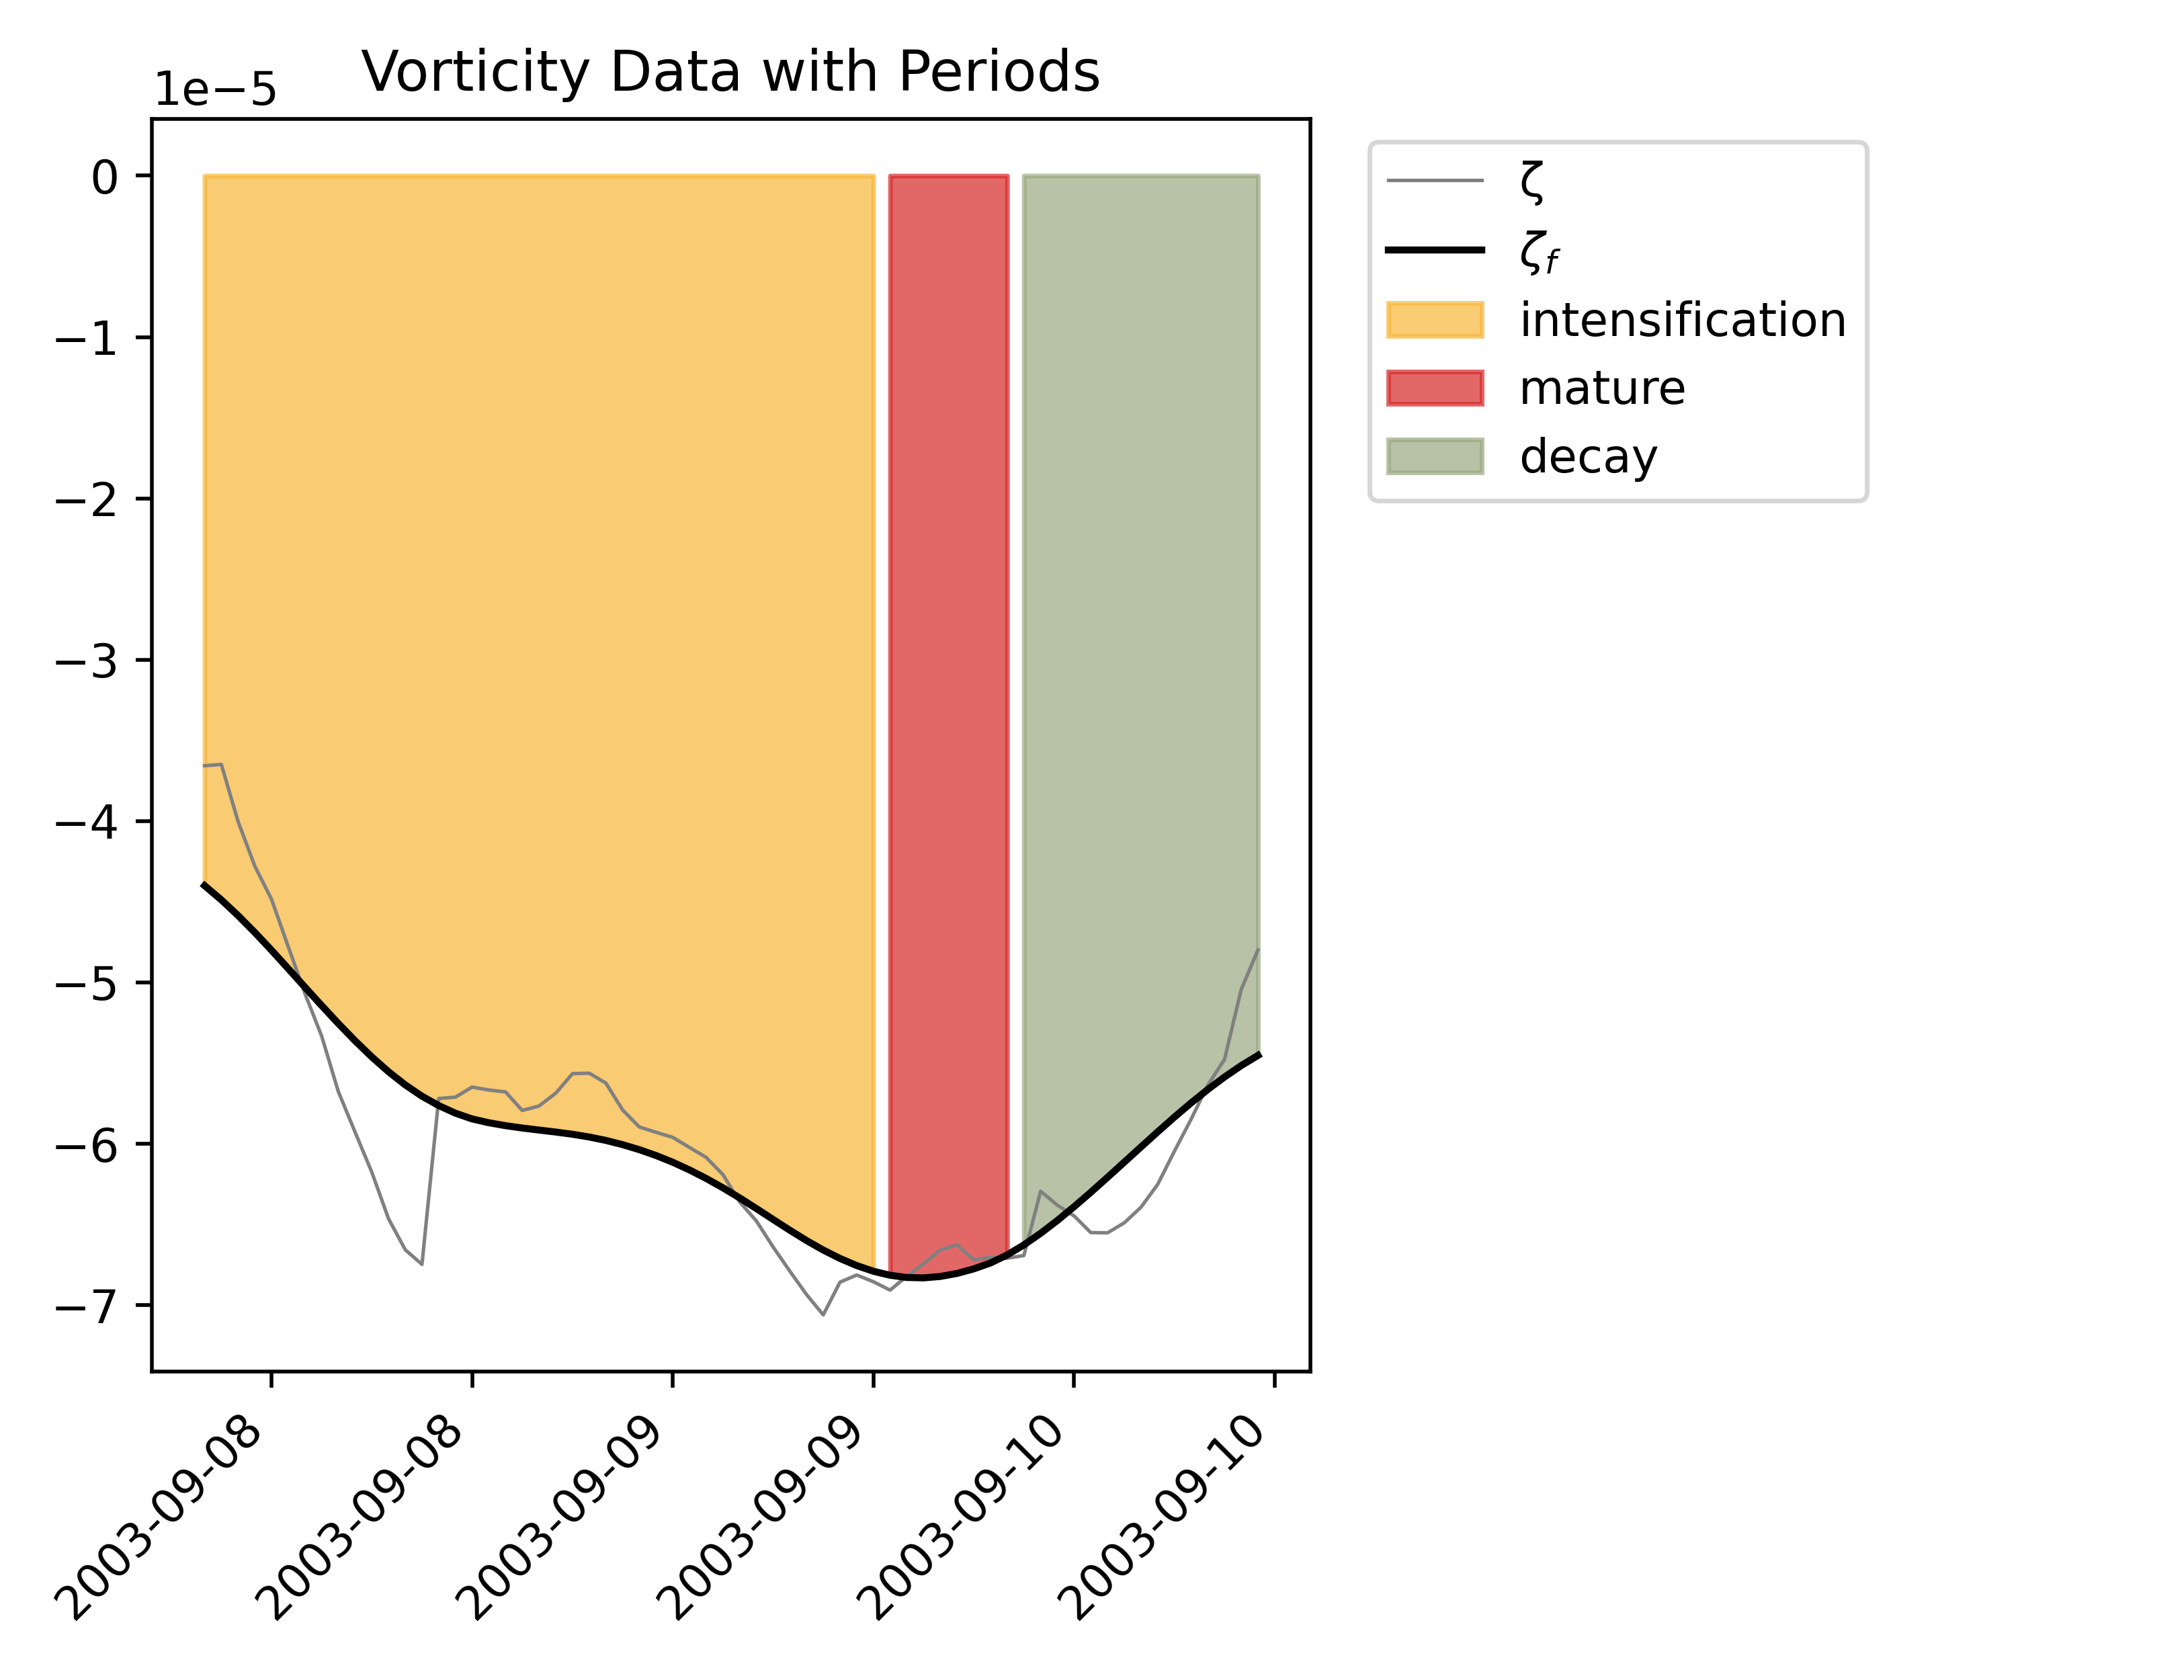 Vorticity Data with Periods
1e−5
0
−1
−2
−3
−4
−5
−6
−7
2003-09-08
2003-09-08
2003-09-09
2003-09-09
2003-09-10
2003-09-10
ζ
ζf
intensification
mature
decay